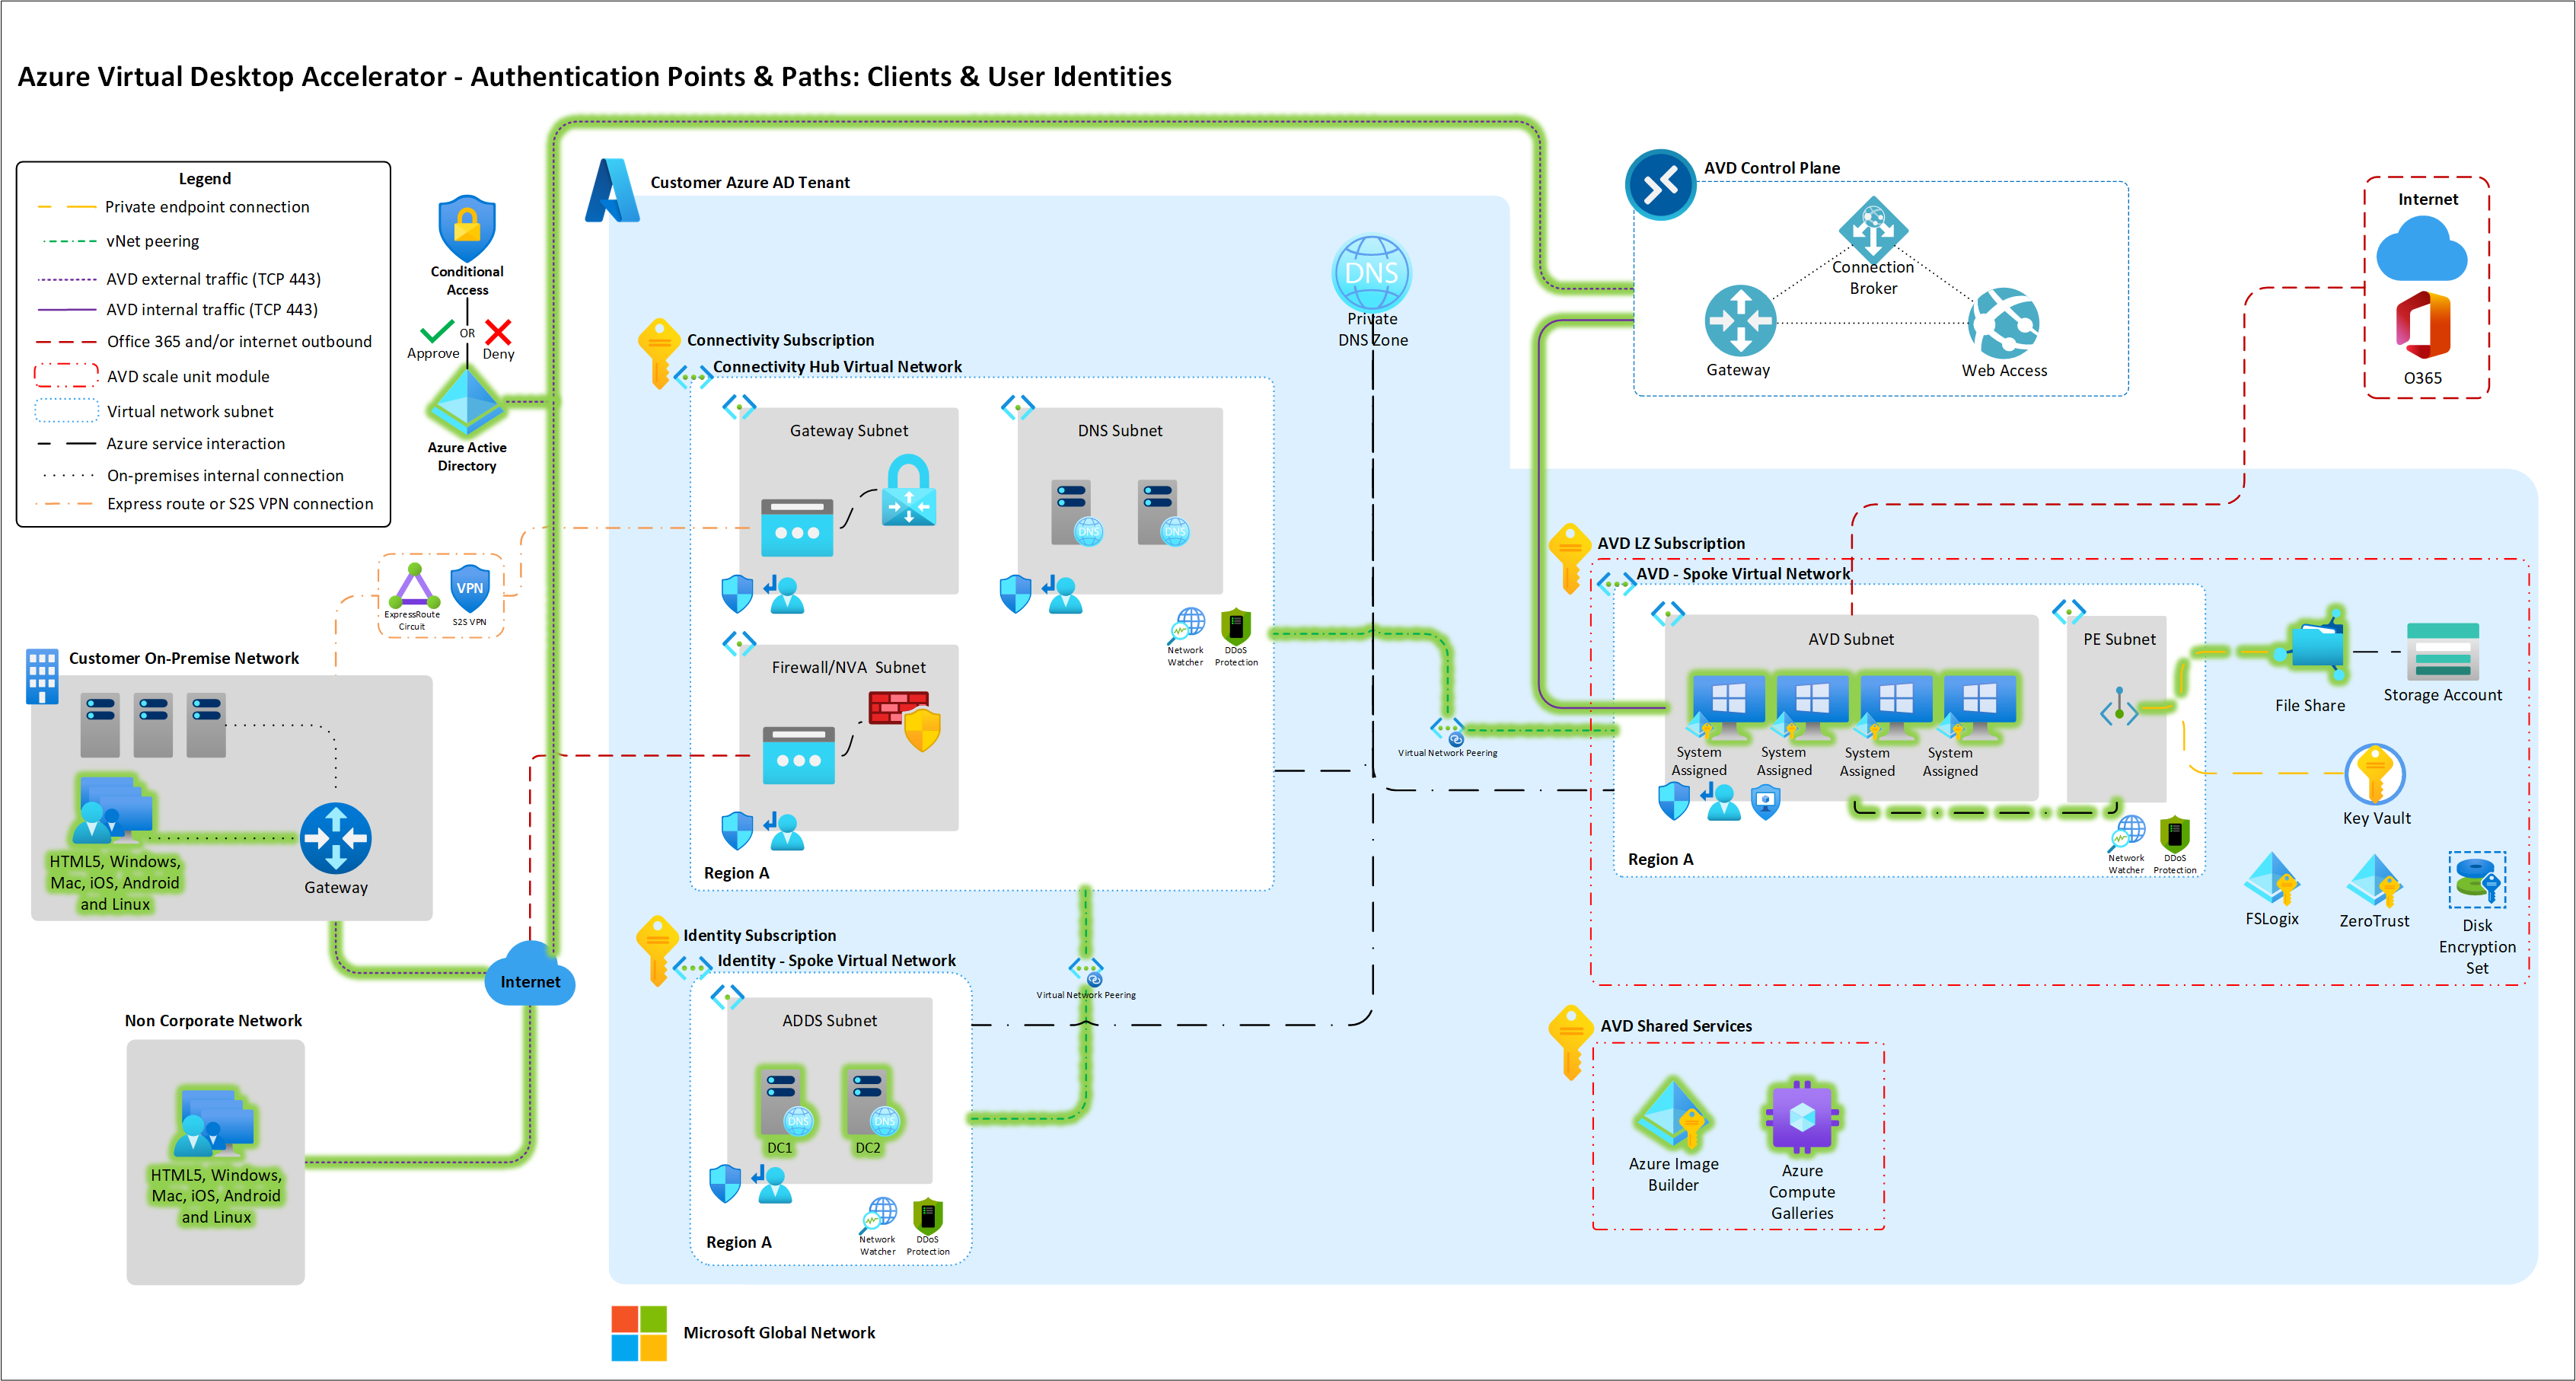 Azure Virtual Desktop Accelerator - Authentication Points & Paths: Clients & User Identities
Legend
Private endpoint connection
vNet peering
AVD external traffic (TCP 443)
AVD internal traffic (TCP 443)
Office 365 and/or internet outbound
AVD scale unit module
Virtual network subnet
Azure service interaction
On-premises internal connection
Express route or S2S VPN connection
Conditional
Access
OR
Approve
Deny
Azure Active
Directory
VPN
ExpressRoute
Circuit
S2S VPN
Customer On-Premise Network
HTML5, Windows,
Mac, iOS, Android
and Linux
Gateway
Internet
Non Corporate Network
HTML5, Windows,
Mac, iOS, Android
and Linux
Customer Azure AD Tenant
DNS
Private
DNS Zone
Connectivity Subscription
Connectivity Hub Virtual Network
Gateway Subnet
DNS Subnet
DNS
DNS
Firewall/NVA Subnet
Network
Watcher
DDoS
Protection
Region A
Virtual Network Peering
Identity Subscription
Identity - Spoke Virtual Network
Virtual Network Peering
ADDS Subnet
DNS
DNS
DC1
DC2
Network
Watcher
DDoS
Protection
Region A
AVD Control Plane
Connection
Broker
Gateway
Web Access
Internet
O365
AVD LZ Subscription
AVD - Spoke Virtual Network
AVD Subnet
System
Assigned
System
Assigned
System
Assigned
System
Assigned
PE Subnet
Network
Watcher
DDoS
Protection
Region A
File Share
Storage Account
Key Vault
FSLogix
ZeroTrust
Disk
Encryption
Set
AVD Shared Services
Azure Image
Builder
Azure
Compute
Galleries
Microsoft Global Network